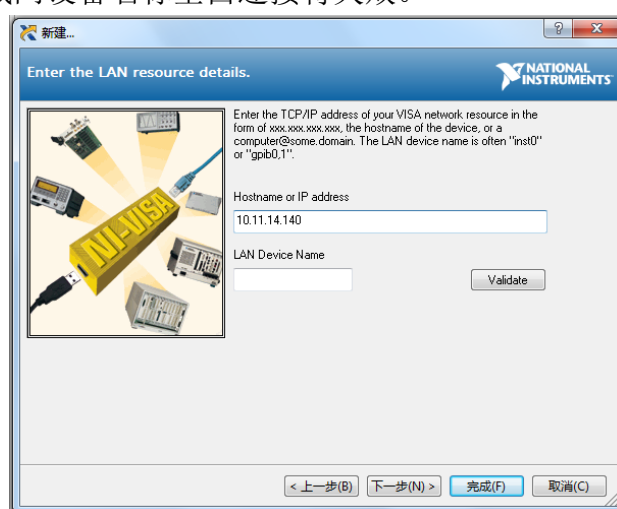 新建...
Enter the LAN resource details.
NATIONAL
INSTRUMENTS
Enter the TCP/IP address of your VISA network resource in the
form of xxx.xxx.xxx.xxx, the hostname of the device, or a
computer@some.domain. The LAN device name is often "inst0"
or "gpib0,1".
NI-VISA
Hostname or IP address
10.11.14.140
LAN Device Name
Validate
< 上一步(B)
下一步(N) >
完成(F)
取消(C)